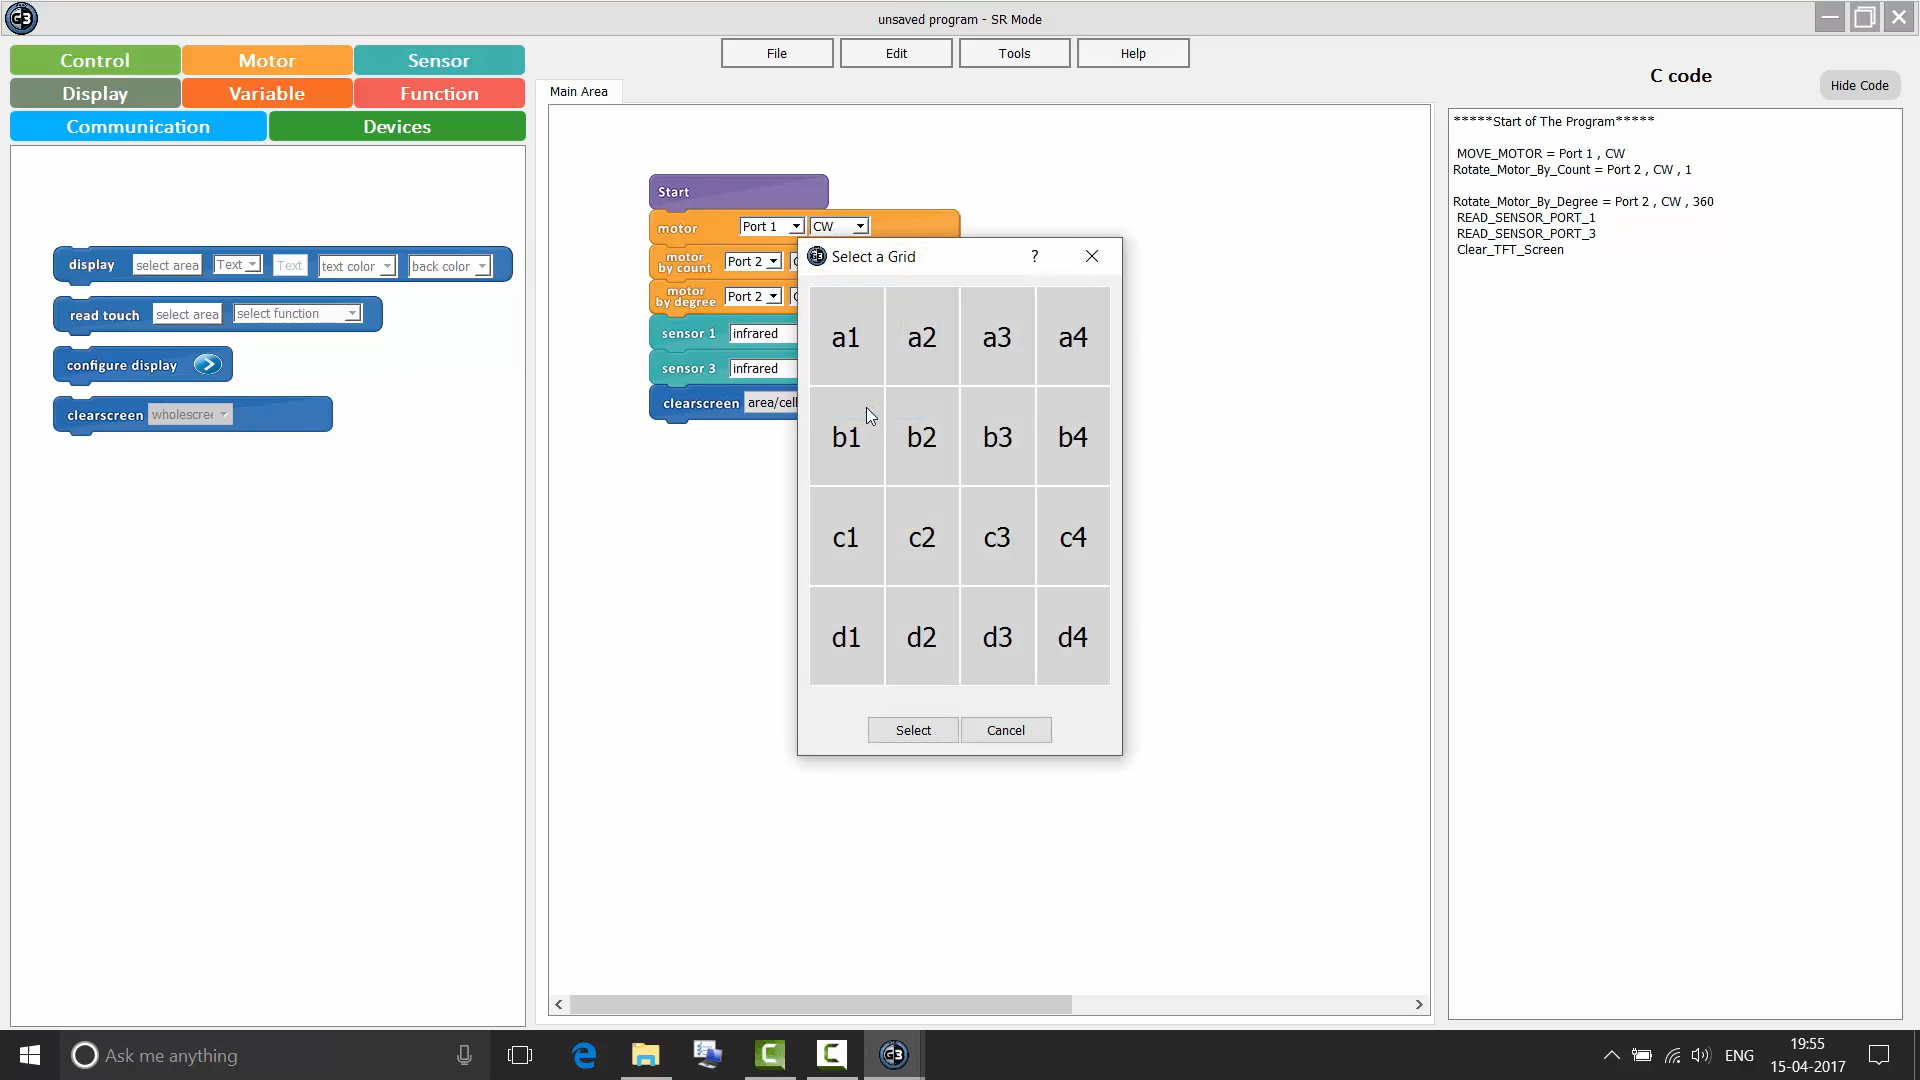 G3
unsaved program - SR Mode
Control
Motor
Sensor
Display
Variable
Function
Communication
Devices
File
Edit
Tools
Help
Main Area
C code
Hide Code
display select area Text Text text color back color
read touch select area select function
configure display
clearscreen
Start
motor Port 1 CW
motor
by count Port 2
motor
by degree Port 2
sensor 1 infrared
sensor 3 infrared
clearscreen area/cell
G3 Select a Grid ?
a1 a2 a3 a4
b1 b2 b3 b4
c1 c2 c3 c4
d1 d2 d3 d4
Select Cancel
*****Start of The Program*****
MOVE_MOTOR = Port 1 , CW
Rotate_Motor_By_Count = Port 2 , CW , 1
Rotate_Motor_By_Degree = Port 2 , CW , 360
READ_SENSOR_PORT_1
READ_SENSOR_PORT_3
Clear_TFT_Screen
Ask me anything
G3
ENG
19:55
15-04-2017